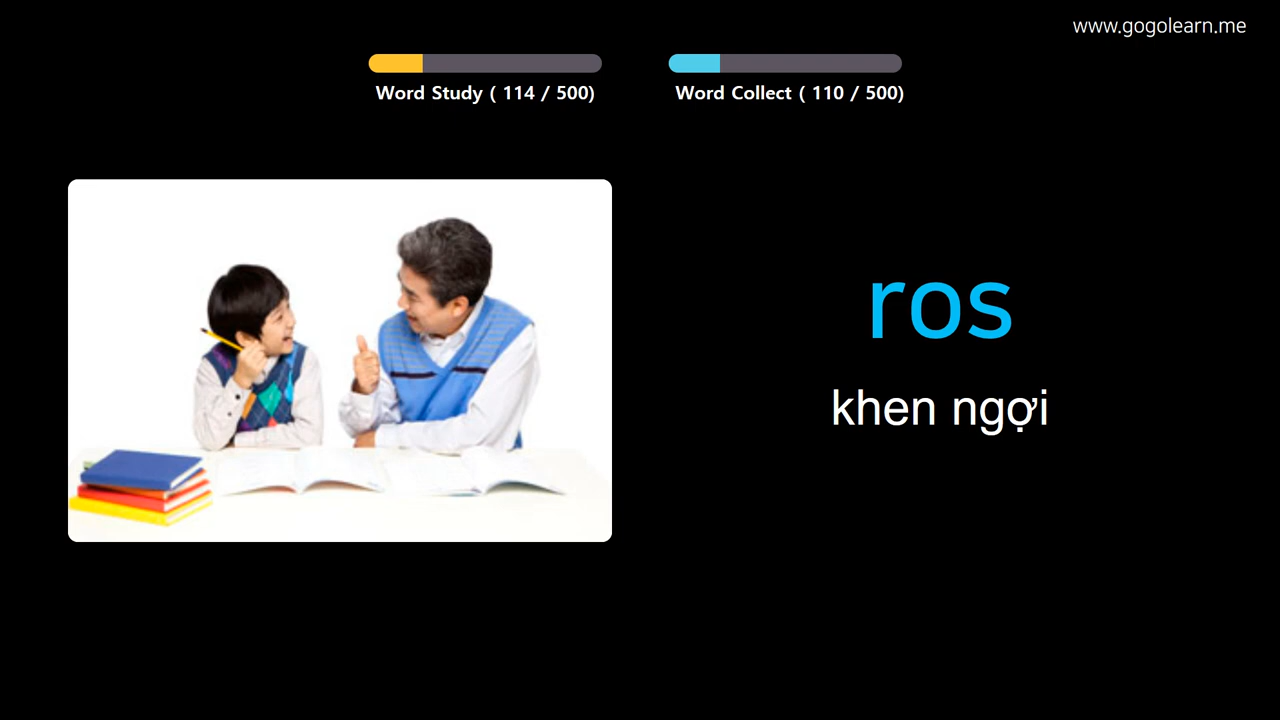 www.gogolearn.me
Word Study ( 114 / 500)
Word Collect ( 110 / 500)
ros
khen ngợi